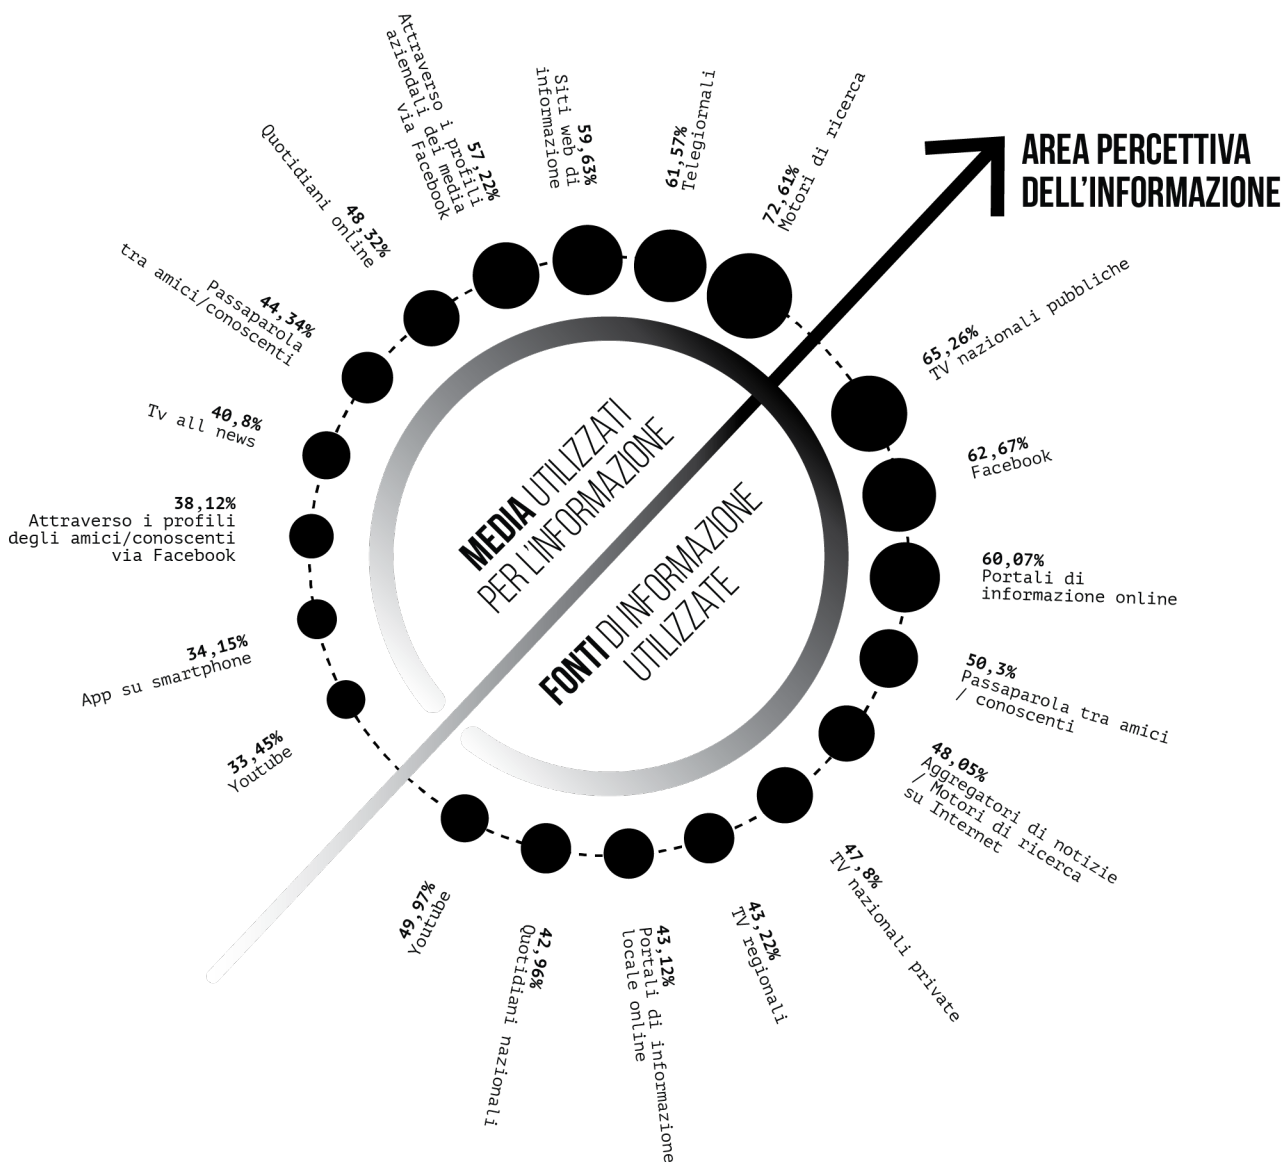 AREA PERCETTIVA
DELL'INFORMAZIONE
MEDIA UTILIZZATI
PER L'INFORMAZIONE
FONTI DI INFORMAZIONE
UTILIZZATE
72,61%
Motori di ricerca
61,57%
Telegiornali
59,63%
Siti web di
informazione
57,22%
Attraverso i profili
aziendali dei media
via Facebook
48,32%
Quotidiani online
44,34%
Passaparola
tra amici/conoscenti
40,8%
Tv all news
38,12%
Attraverso i profili
degli amici/conoscenti
via Facebook
34,15%
App su smartphone
33,45%
Youtube
65,26%
TV nazionali pubbliche
62,67%
Facebook
60,07%
Portali di
informazione online
50,3%
Passaparola tra amici
/ conoscenti
48,05%
Aggregatori di notizie
/ Motori di ricerca
su Internet
47,8%
TV nazionali private
43,22%
TV regionali
43,12%
Portali di informazione
locale online
42,96%
Quotidiani nazionali
49,97%
Youtube